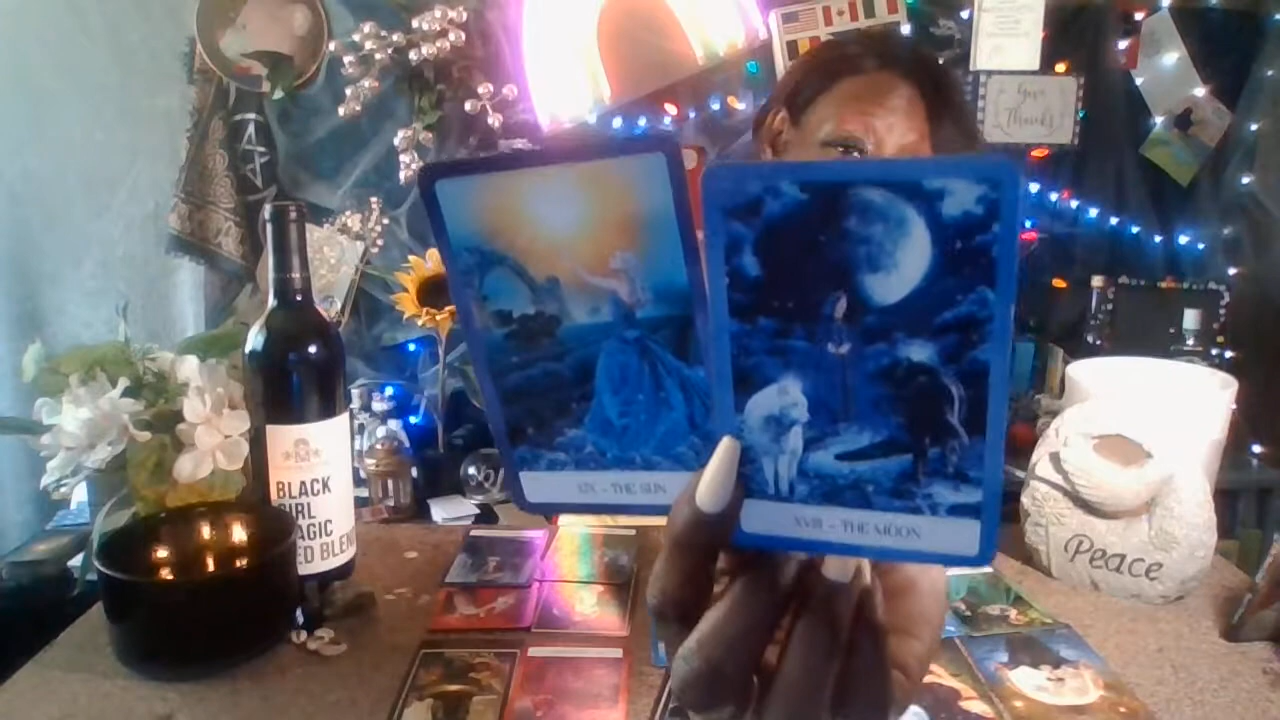 Give
Thanks
XIX - THE SUN
XVIII - THE MOON
BLACK
GIRL
MAGIC
RED BLEND
Peace